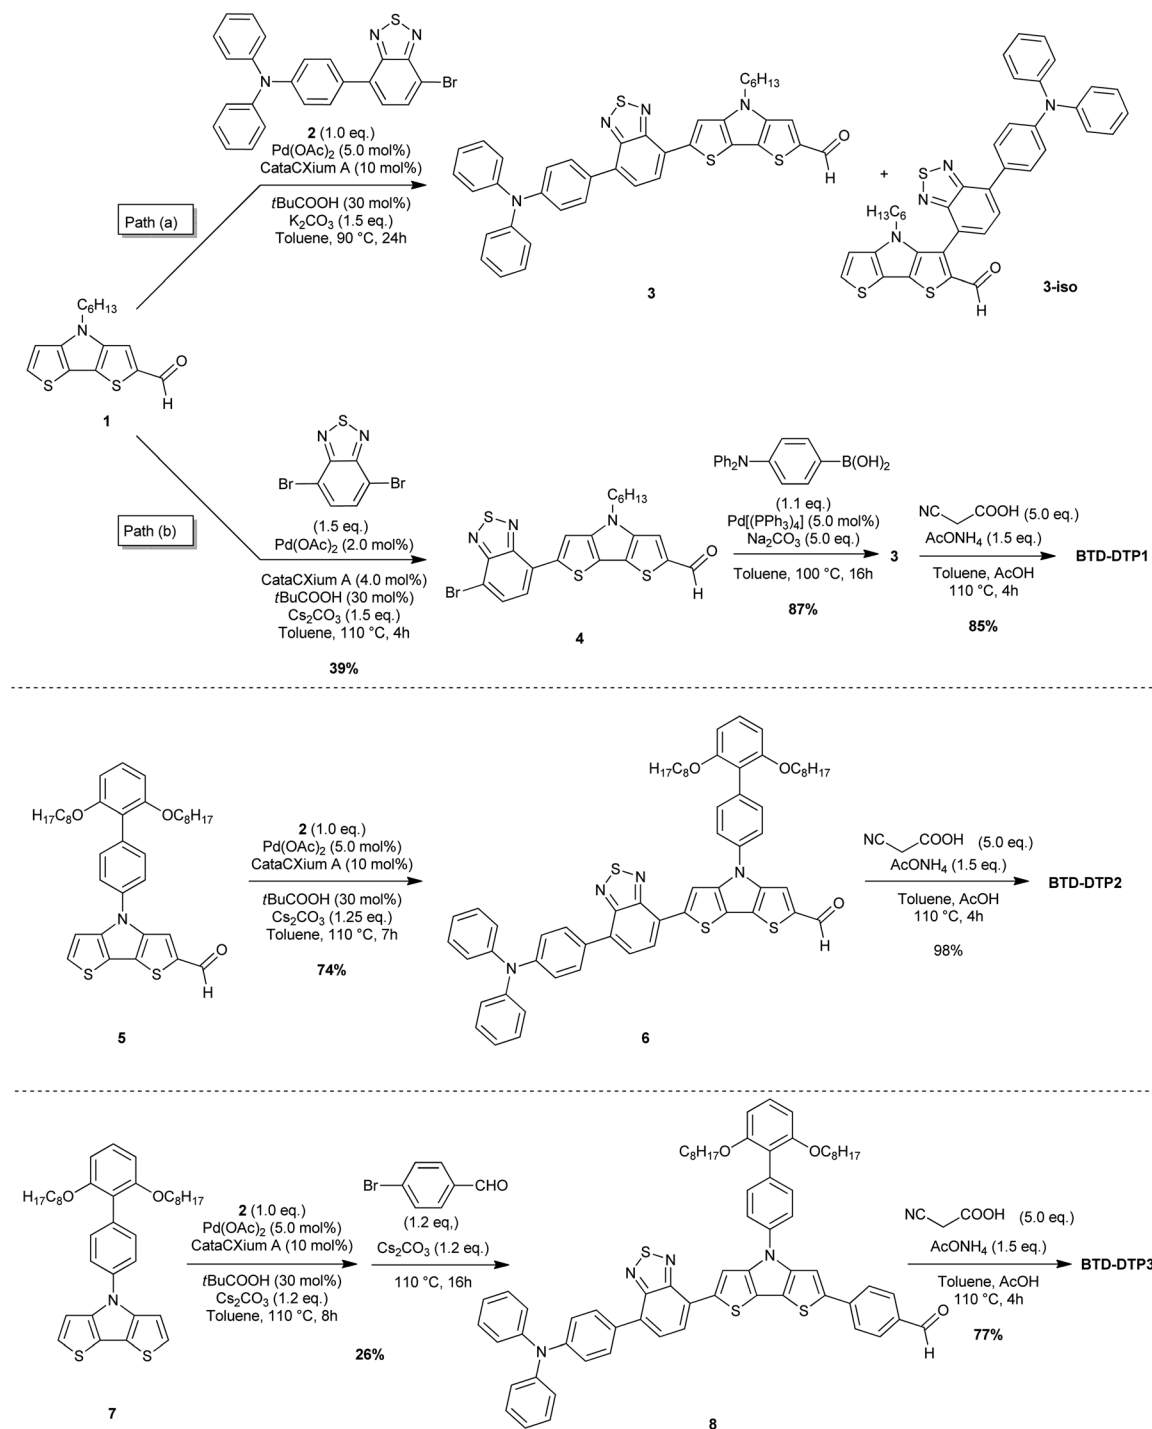 S
N N
N
Br
2 (1.0 eq.)
Pd(OAc)2 (5.0 mol%)
CataCXium A (10 mol%)
tBuCOOH (30 mol%)
K2CO3 (1.5 eq.)
Toluene, 90 °C, 24h
Path (a)
C6H13
N
S
N N
S S
O
H
N
3
+
N
N
S
N
H13C6
N
S S
O
H
3-iso
C6H13
N
S S
O
H
1
Path (b)
S
N N
Br Br
(1.5 eq.)
Pd(OAc)2 (2.0 mol%)
CataCXium A (4.0 mol%)
tBuCOOH (30 mol%)
Cs2CO3 (1.5 eq.)
Toluene, 110 °C, 4h
39%
C6H13
N
S
N N
S S
O
H
Br
4
Ph2N B(OH)2
(1.1 eq.)
Pd[(PPh3)4] (5.0 mol%)
Na2CO3 (5.0 eq.)
Toluene, 100 °C, 16h
87%
3
NC COOH (5.0 eq.)
AcONH4 (1.5 eq.)
Toluene, AcOH
110 °C, 4h
85%
BTD-DTP1
H17C8O OC8H17
N
S S
O
H
5
2 (1.0 eq.)
Pd(OAc)2 (5.0 mol%)
CataCXium A (10 mol%)
tBuCOOH (30 mol%)
Cs2CO3 (1.25 eq.)
Toluene, 110 °C, 7h
74%
H17C8O OC8H17
N
S
N N
S S
O
H
N
6
NC COOH (5.0 eq.)
AcONH4 (1.5 eq.)
Toluene, AcOH
110 °C, 4h
98%
BTD-DTP2
H17C8O OC8H17
N
S S
7
2 (1.0 eq.)
Pd(OAc)2 (5.0 mol%)
CataCXium A (10 mol%)
tBuCOOH (30 mol%)
Cs2CO3 (1.2 eq.)
Toluene, 110 °C, 8h
Br CHO
(1.2 eq,)
Cs2CO3 (1.2 eq.)
110 °C, 16h
26%
C8H17O OC8H17
N
S
N N
S S
O
H
N
8
NC COOH (5.0 eq.)
AcONH4 (1.5 eq.)
Toluene, AcOH
110 °C, 4h
77%
BTD-DTP3